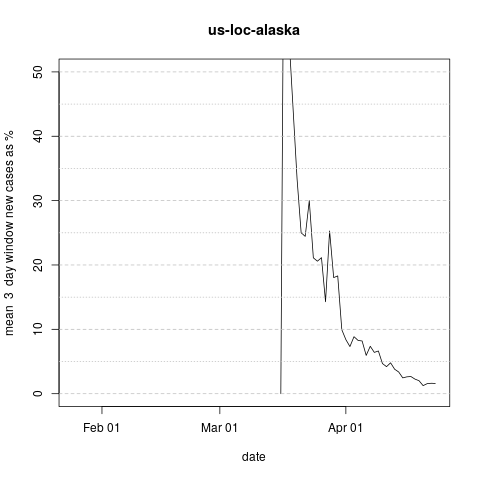 us-loc-alaska
mean  3  day window new cases as %
50
40
30
20
10
0
Feb 01
Mar 01
Apr 01
date